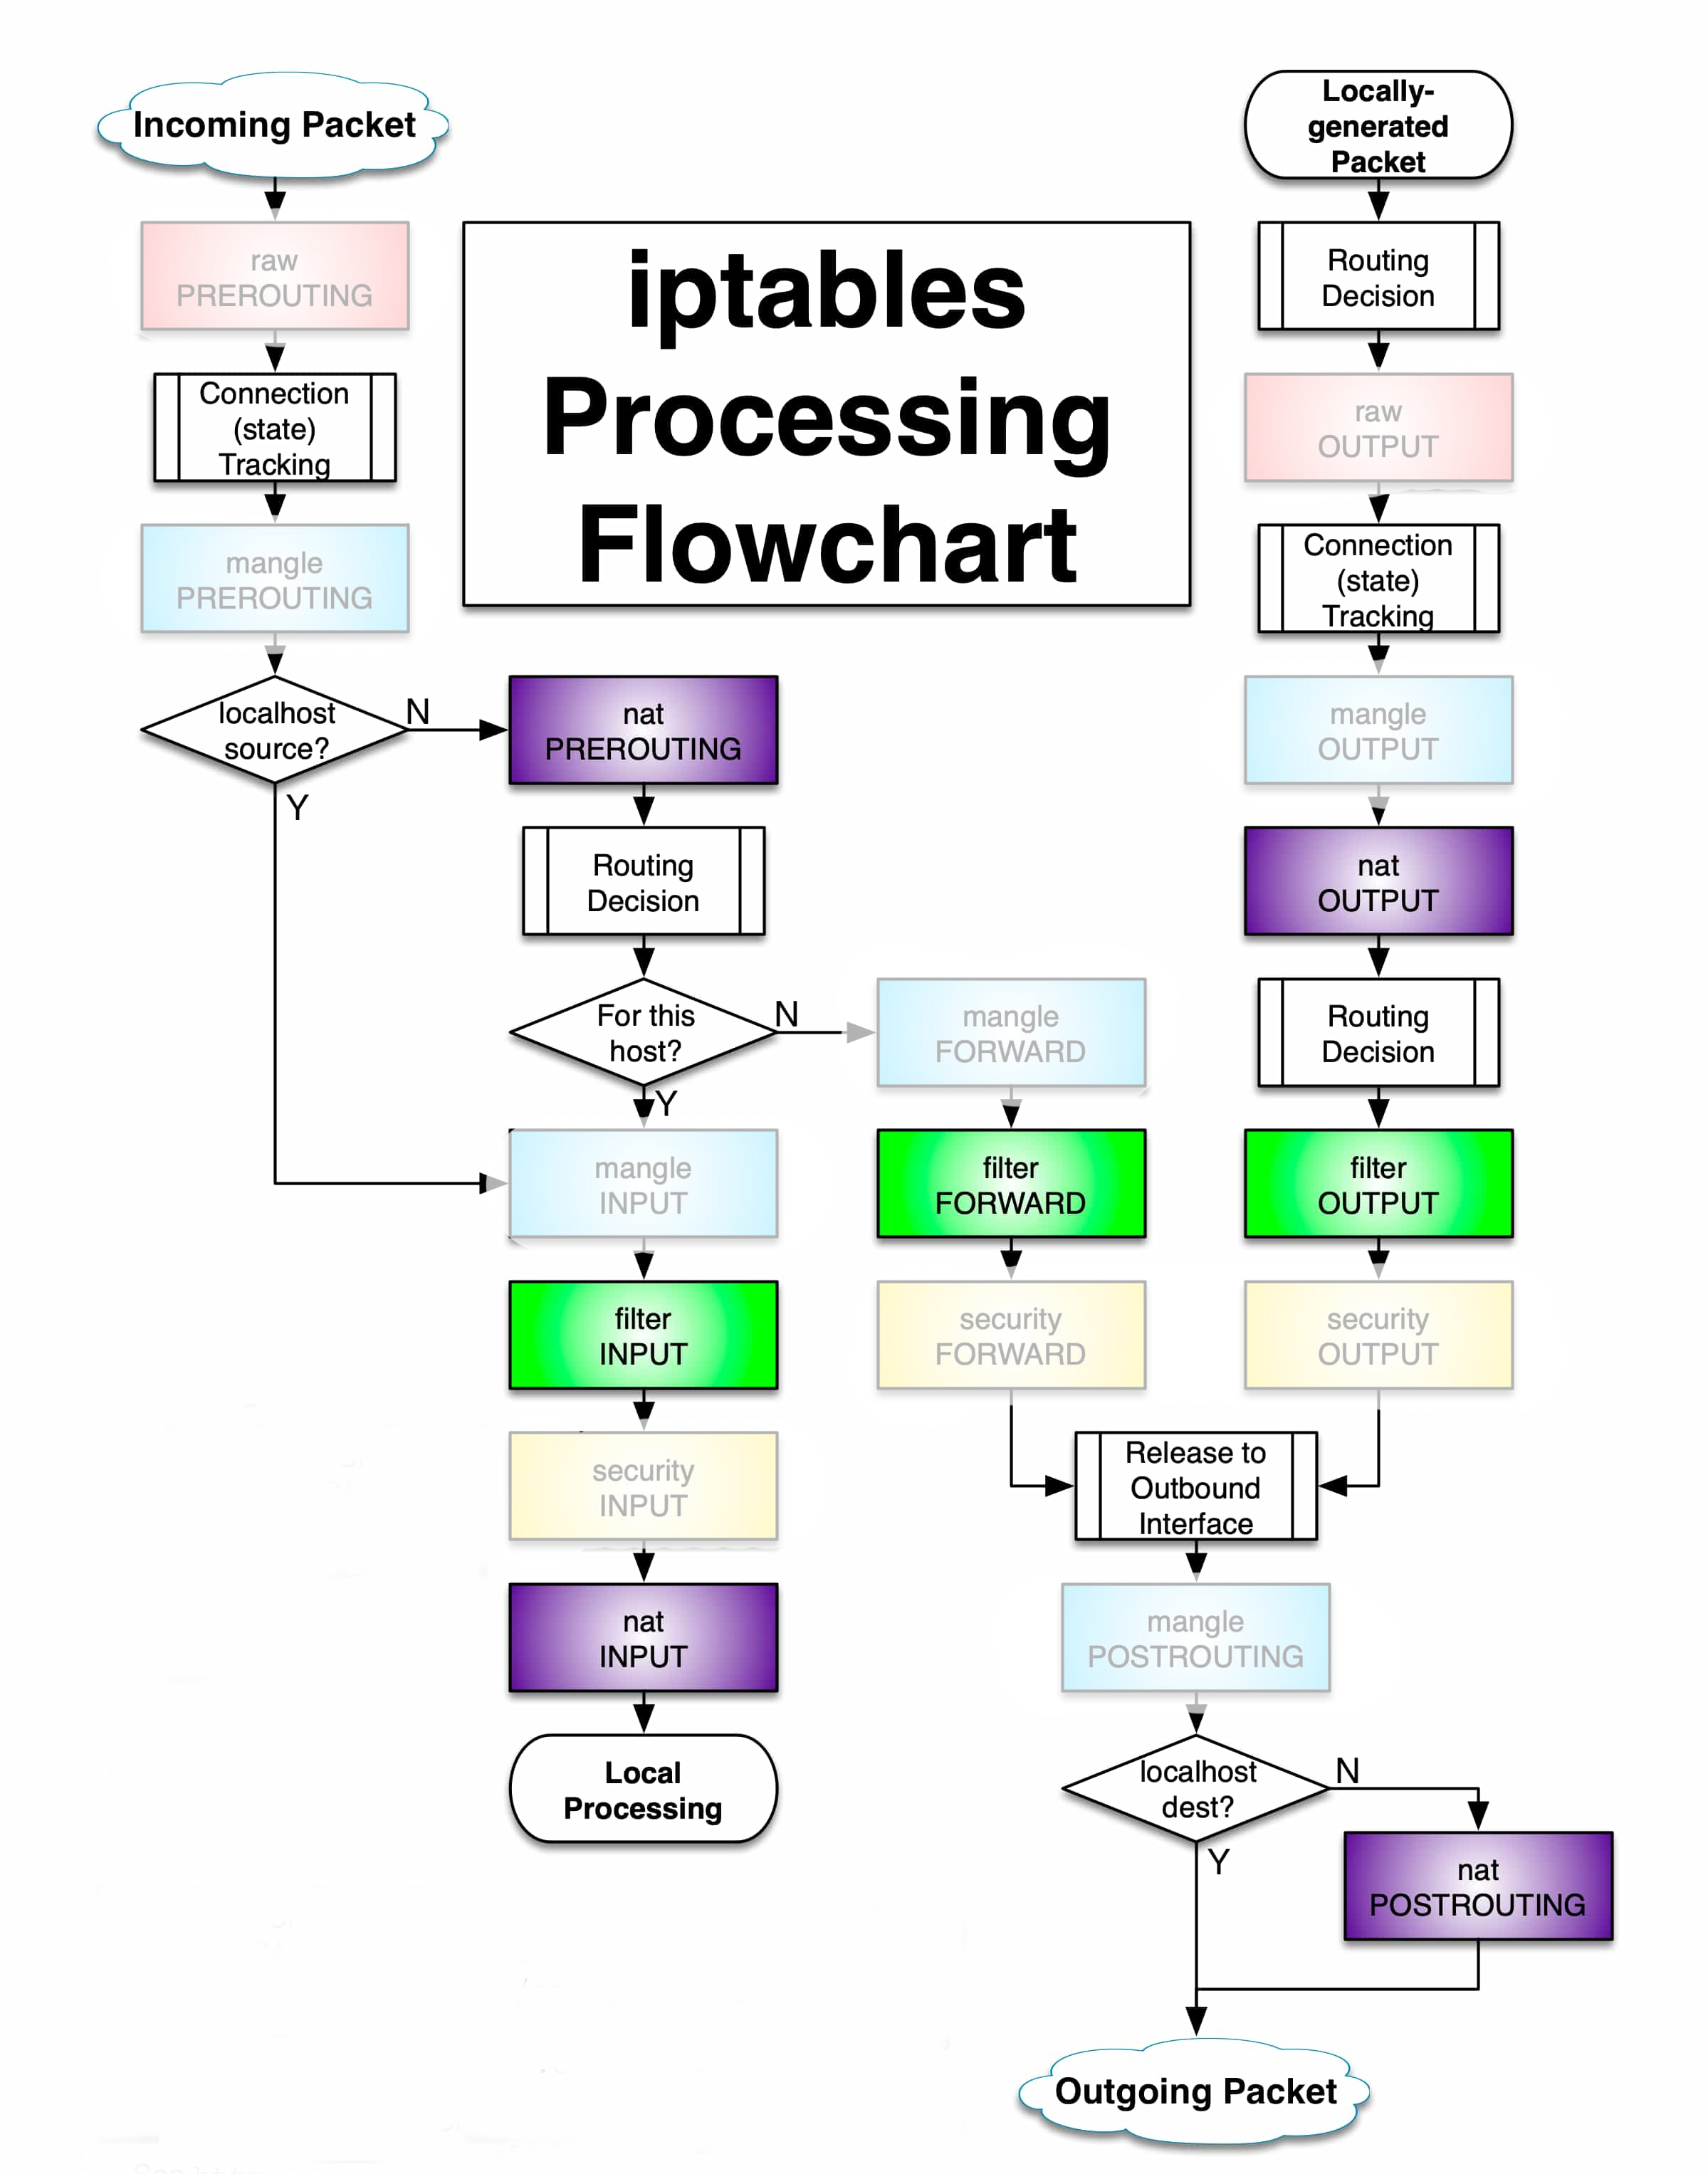 Incoming Packet
raw
PREROUTING
Connection
(state)
Tracking
mangle
PREROUTING
localhost
source?
N
Y
iptables
Processing
Flowchart
nat
PREROUTING
Routing
Decision
For this
host?
N
Y
mangle
INPUT
filter
INPUT
security
INPUT
nat
INPUT
Local
Processing
mangle
FORWARD
filter
FORWARD
security
FORWARD
Locally-
generated
Packet
Routing
Decision
raw
OUTPUT
Connection
(state)
Tracking
mangle
OUTPUT
nat
OUTPUT
Routing
Decision
filter
OUTPUT
security
OUTPUT
Release to
Outbound
Interface
mangle
POSTROUTING
localhost
dest?
N
Y
nat
POSTROUTING
Outgoing Packet